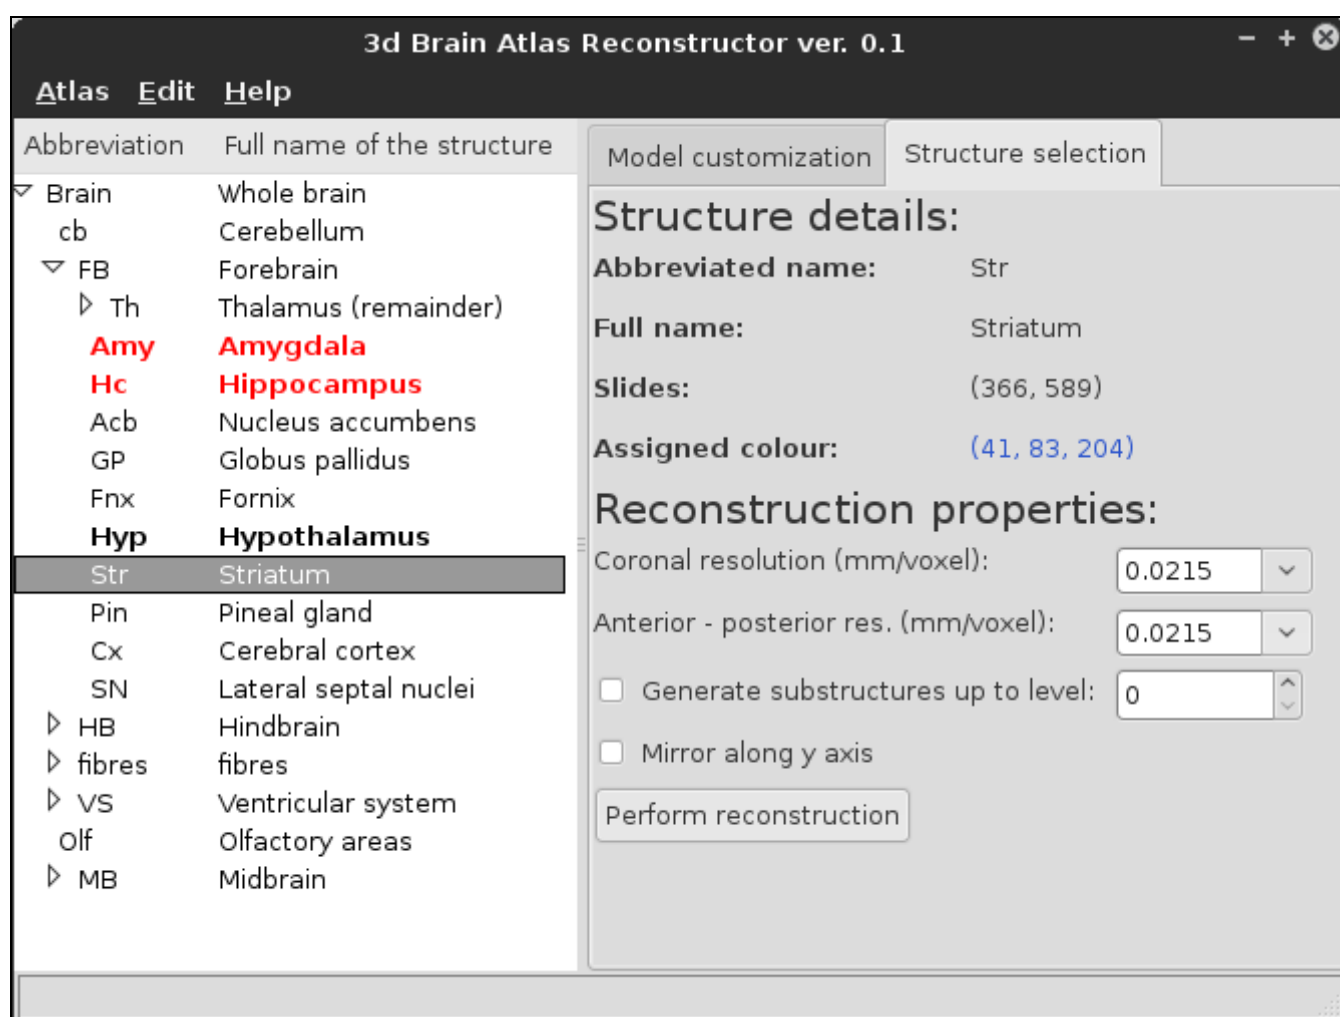 3d Brain Atlas Reconstructor ver. 0.1
Atlas Edit Help
Abbreviation Full name of the structure
Brain Whole brain
cb Cerebellum
FB Forebrain
Th Thalamus (remainder)
Amy Amygdala
Hc Hippocampus
Acb Nucleus accumbens
GP Globus pallidus
Fnx Fornix
Hyp Hypothalamus
Str Striatum
Pin Pineal gland
Cx Cerebral cortex
SN Lateral septal nuclei
HB Hindbrain
fibres fibres
VS Ventricular system
Olf Olfactory areas
MB Midbrain
Model customization Structure selection
Structure details:
Abbreviated name: Str
Full name: Striatum
Slides: (366, 589)
Assigned colour: (41, 83, 204)
Reconstruction properties:
Coronal resolution (mm/voxel): 0.0215
Anterior - posterior res. (mm/voxel): 0.0215
Generate substructures up to level: 0
Mirror along y axis
Perform reconstruction